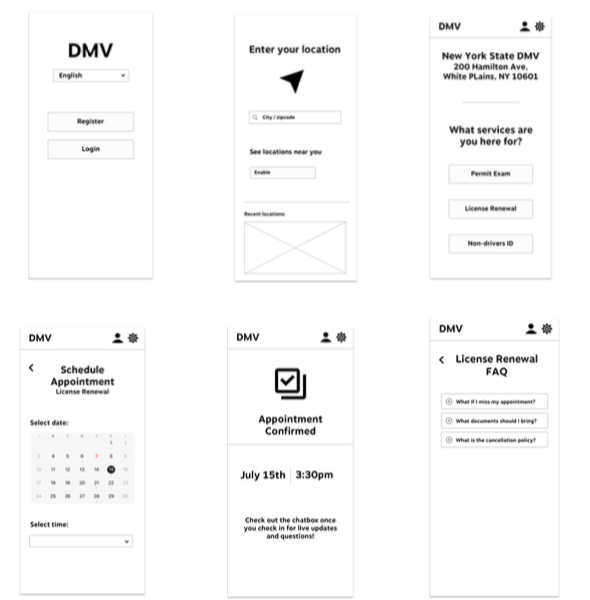 DMV
English
Register
Login
Enter your location
City / zipcode
See locations near you
Enable
Recent locations:
DMV
New York State DMV
200 Hamilton Ave,
White PLains, NY 10601
What services are
you here for?
Permit Exam
License Renewal
Non-drivers ID
DMV
Schedule
Appointment
License Renewal
Select date:
1 2
3 4 5 6 7 8 9
10 11 12 13 14 15 16
17 18 19 20 21 22 23
24 25 26 27 28 29 30
Select time:
DMV
Appointment
Confirmed
July 15th 3:30pm
Check out the chatbox once
you check in for live updates
and questions!
DMV
License Renewal
FAQ
What if I miss my appointment?
What documents should I bring?
What is the cancellation policy?